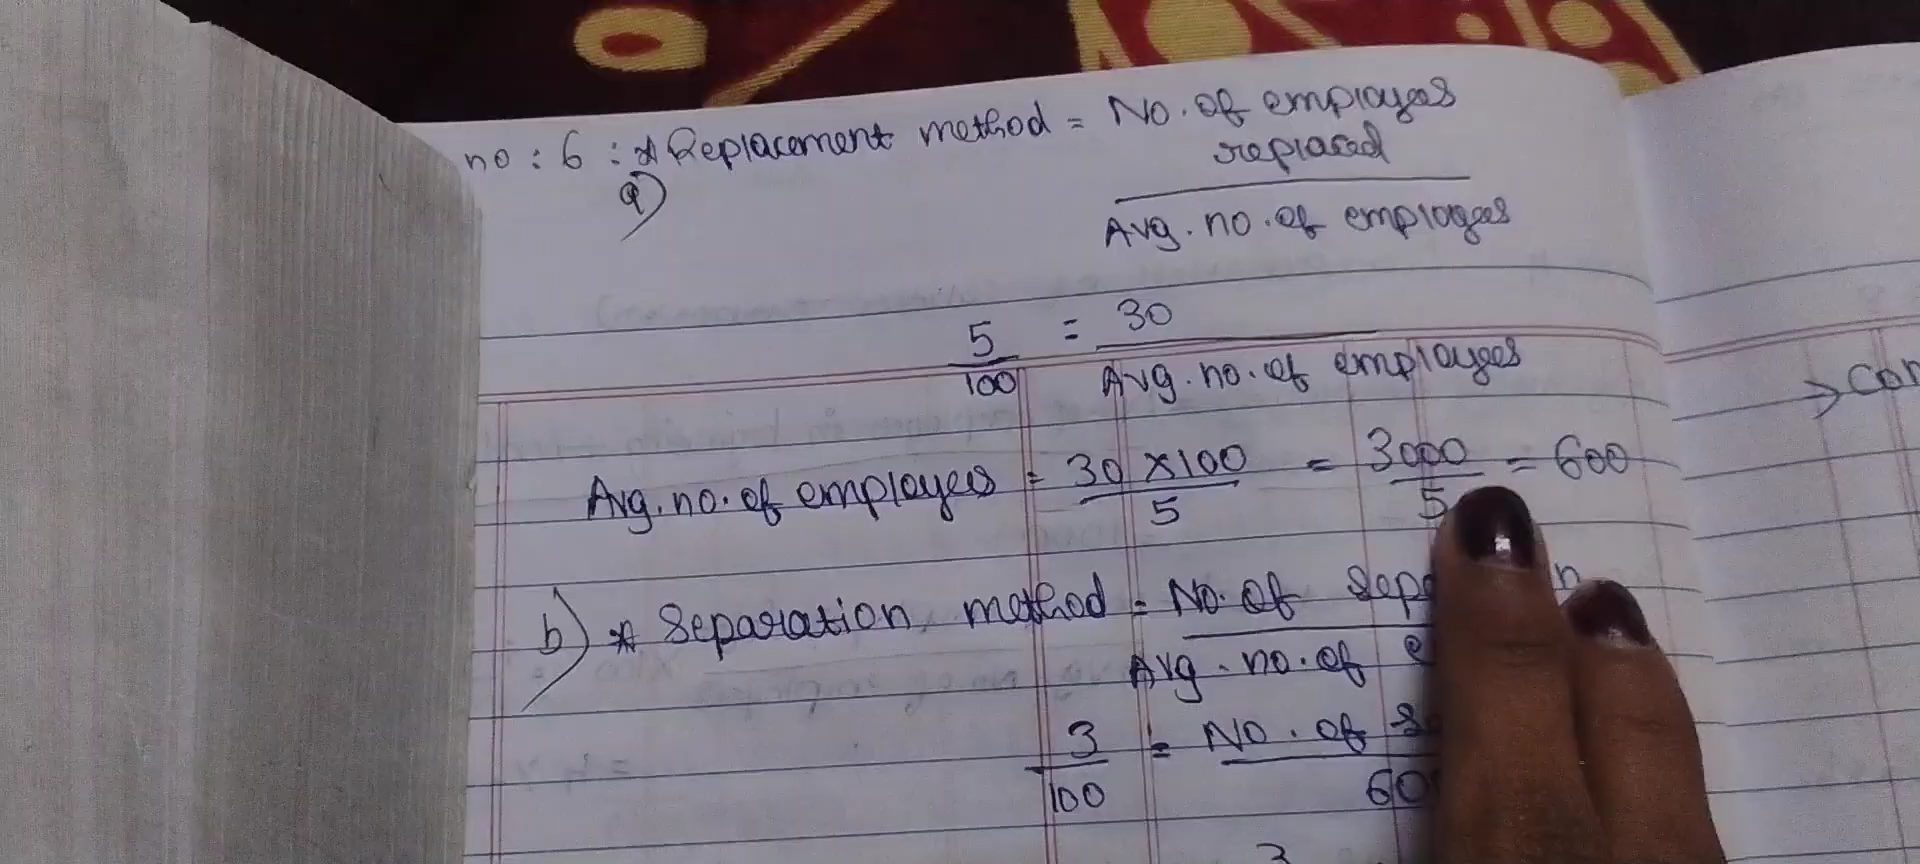 no : 6 : * Replacement method = No. of employees
replaced
a)
Avg. no. of employees
5 = 30
100 Avg. no. of employees
Avg. no. of employees = 30 x 100 = 3000 = 600
5 5
b) * Separation method = No. of
Avg. no. of
3 = No. of
100
3
→